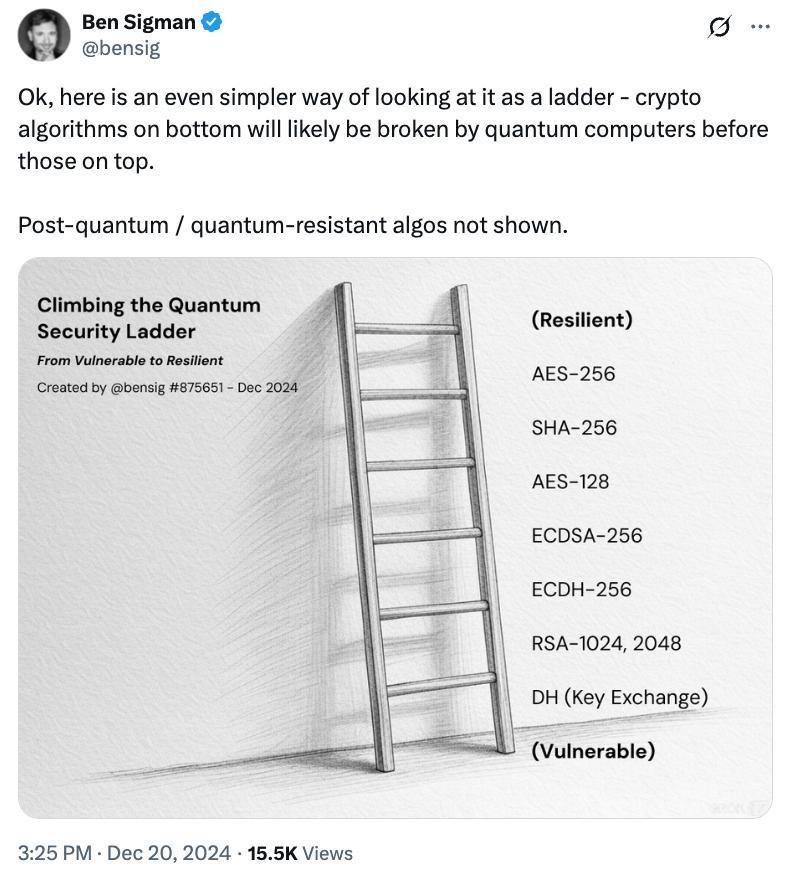 Ben Sigman
@bensig
Ok, here is an even simpler way of looking at it as a ladder - crypto
algorithms on bottom will likely be broken by quantum computers before
those on top.
Post-quantum / quantum-resistant algos not shown.
Climbing the Quantum
Security Ladder
From Vulnerable to Resilient
Created by @bensig #875651 - Dec 2024
(Resilient)
AES-256
SHA-256
AES-128
ECDSA-256
ECDH-256
RSA-1024, 2048
DH (Key Exchange)
(Vulnerable)
3:25 PM · Dec 20, 2024 · 15.5K Views